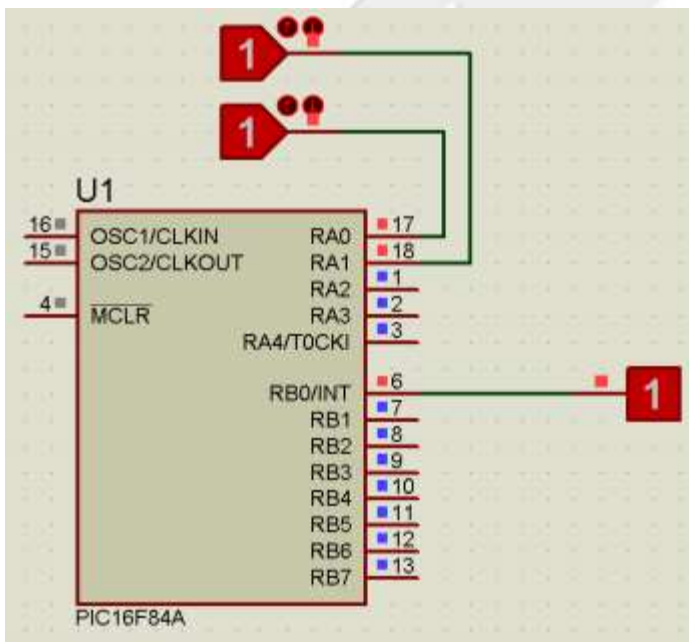 1
1
U1
16 OSC1/CLKIN RA0 17
15 OSC2/CLKOUT RA1 18
RA2 1
4 MCLR RA3 2
RA4/T0CKI 3
RB0/INT 6 1
RB1 7
RB2 8
RB3 9
RB4 10
RB5 11
RB6 12
RB7 13
PIC16F84A